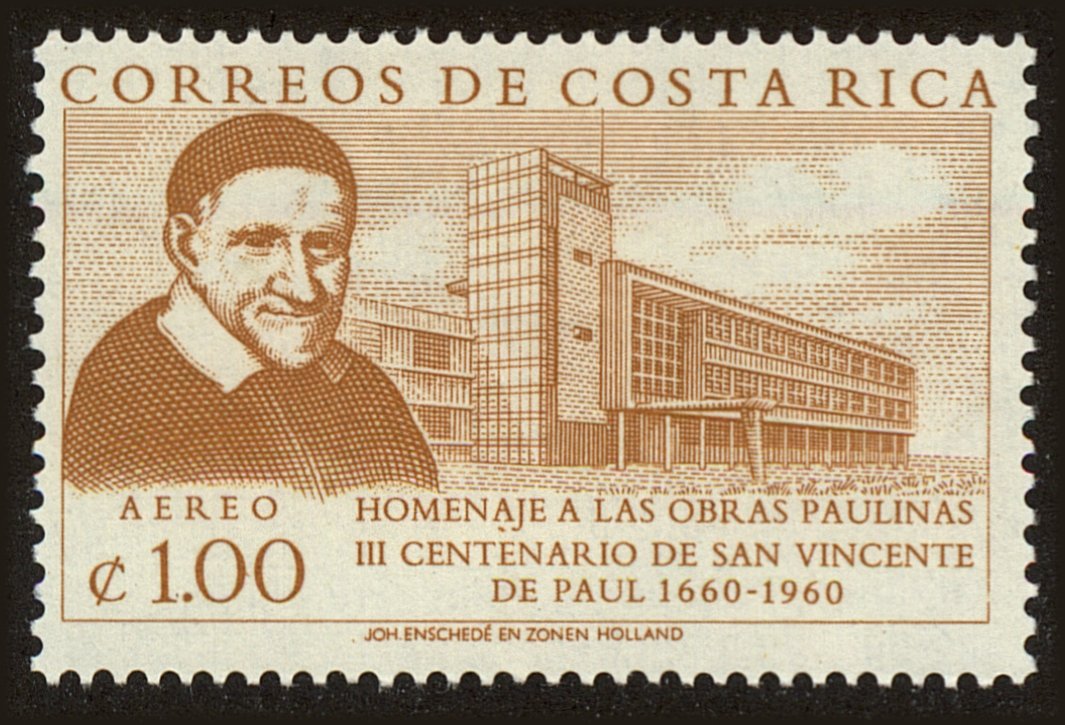 CORREOS DE COSTA RICA
AEREO
₡ 1.00
HOMENAJE A LAS OBRAS PAULINAS
III CENTENARIO DE SAN VINCENTE
DE PAUL 1660-1960
JOH. ENSCHEDÉ EN ZONEN HOLLAND